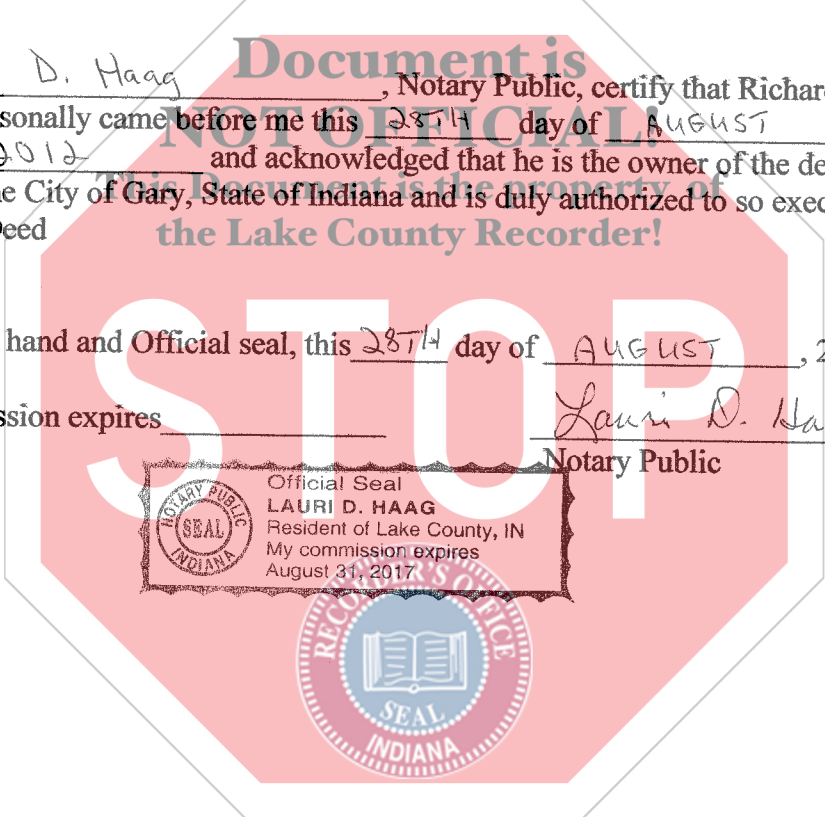 Document is
NOT OFFICIAL!
This Document is the property of
the Lake County Recorder!
STOP
D. Haag, Notary Public, certify that Richar
sonally came before me this 28TH day of AUGUST
2012 and acknowledged that he is the owner of the de
e City of Gary, State of Indiana and is duly authorized to so exec
eed
hand and Official seal, this 28TH day of AUGUST, 2
ssion expires
Lauri D. Ha
Notary Public
Official Seal
LAURI D. HAAG
Resident of Lake County, IN
My commission expires
August 31, 2017
NOTARY PUBLIC
SEAL
INDIANA
RECORDER'S OFFICE
SEAL
INDIANA